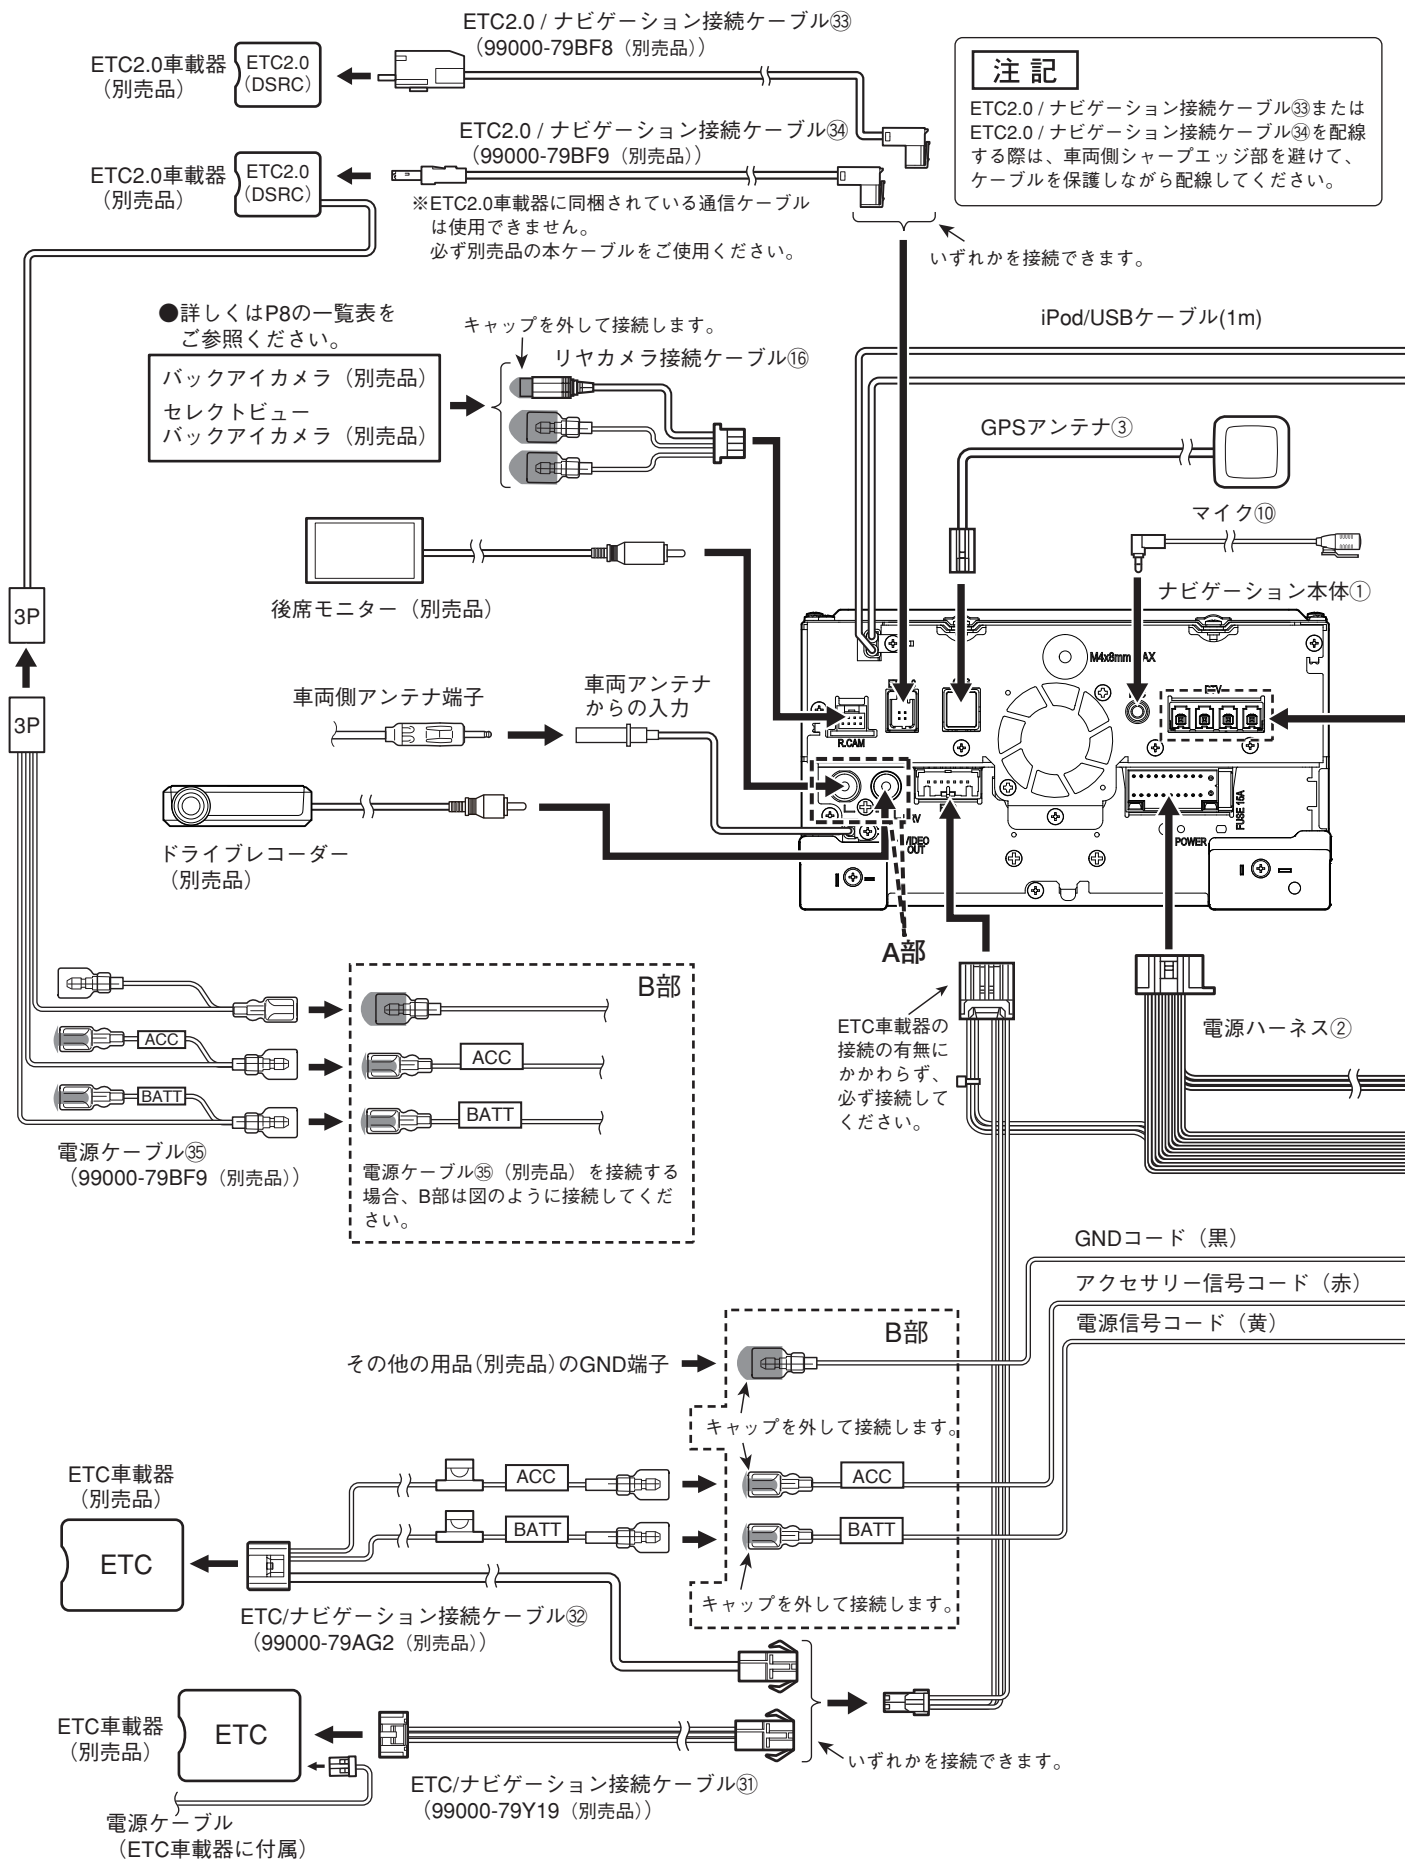 ETC2.0 / ナビゲーション接続ケーブル㉝
（99000-79BF8（別売品））
ETC2.0車載器
（別売品）
ETC2.0
（DSRC）
注 記
ETC2.0 / ナビゲーション接続ケーブル㉝または
ETC2.0 / ナビゲーション接続ケーブル㉞を配線
する際は、車両側シャープエッジ部を避けて、
ケーブルを保護しながら配線してください。
ETC2.0 / ナビゲーション接続ケーブル㉞
（99000-79BF9（別売品））
ETC2.0車載器
（別売品）
ETC2.0
（DSRC）
※ETC2.0車載器に同梱されている通信ケーブル
は使用できません。
必ず別売品の本ケーブルをご使用ください。
いずれかを接続できます。
●詳しくはP8の一覧表を
ご参照ください。
バックアイカメラ（別売品）
セレクトビュー
バックアイカメラ（別売品）
キャップを外して接続します。
リヤカメラ接続ケーブル⑯
iPod/USBケーブル(1m)
GPSアンテナ③
マイク⑩
ナビゲーション本体①
後席モニター（別売品）
3P
3P
車両側アンテナ端子
車両アンテナ
からの入力
M4x8mm
R.CAM
VIDEO
OUT
POWER
FUSE 15A
ドライブレコーダー
（別売品）
A部
B部
ACC
BATT
ACC
BATT
電源ケーブル㉟
（99000-79BF9（別売品））
電源ケーブル㉟（別売品）を接続する
場合、B部は図のように接続してくだ
さい。
ETC車載器の
接続の有無に
かかわらず、
必ず接続して
ください。
電源ハーネス②
GNDコード（黒）
アクセサリー信号コード（赤）
電源信号コード（黄）
B部
その他の用品（別売品）のGND端子
キャップを外して接続します。
ETC車載器
（別売品）
ETC
ACC
BATT
ACC
BATT
キャップを外して接続します。
ETC/ナビゲーション接続ケーブル㉜
（99000-79AG2（別売品））
ETC車載器
（別売品）
ETC
いずれかを接続できます。
ETC/ナビゲーション接続ケーブル㉛
（99000-79Y19（別売品））
電源ケーブル
（ETC車載器に付属）